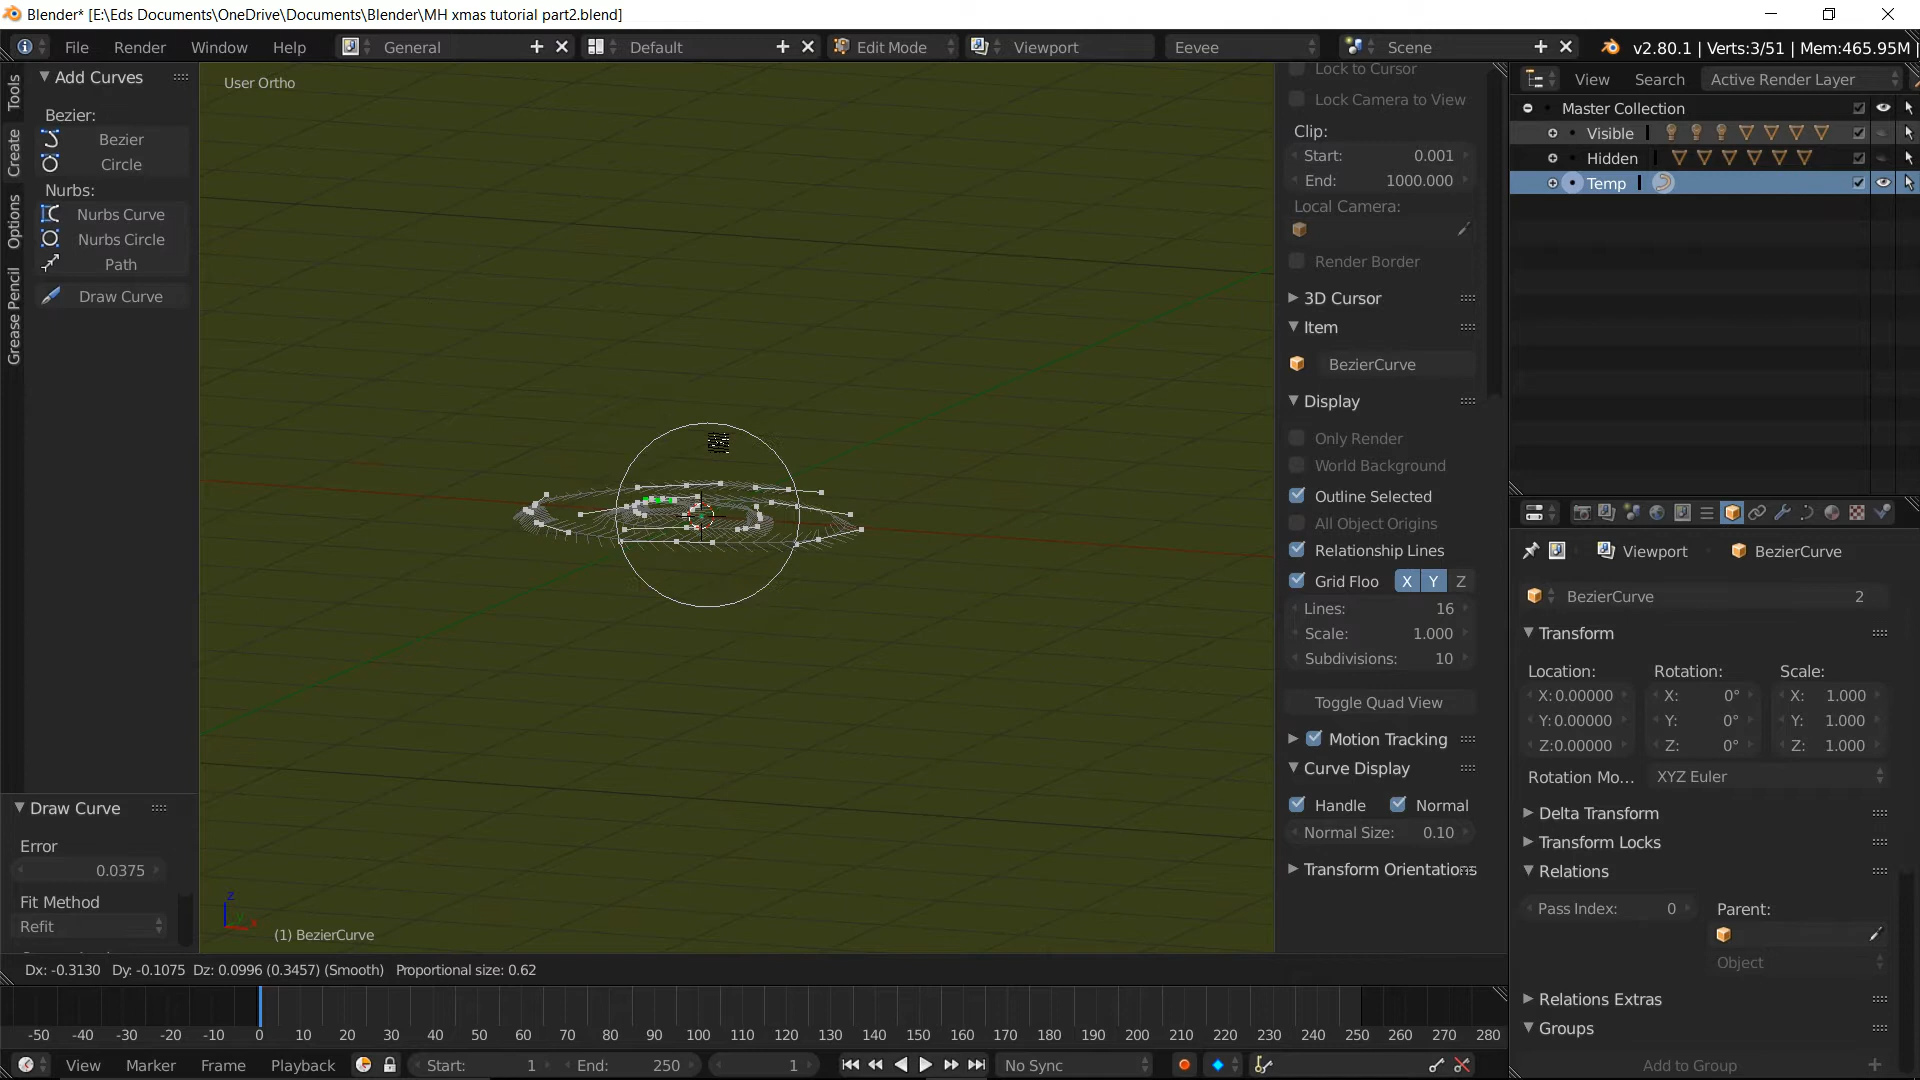 Blender* [E:\Eds Documents\OneDrive\Documents\Blender\MH xmas tutorial part2.blend]
File Render Window Help General Default Edit Mode Viewport Eevee Scene v2.80.1 | Verts:3/51 | Mem:465.95M |
Tools
Create
Options
Grease Pencil
Add Curves
Bezier:
Bezier
Circle
Nurbs:
Nurbs Curve
Nurbs Circle
Path
Draw Curve
Draw Curve
Error
0.0375
Fit Method
Refit
User Ortho
z
y
x
(1) BezierCurve
Lock to Cursor
Lock Camera to View
Clip:
Start: 0.001
End: 1000.000
Local Camera:
Render Border
3D Cursor
Item
BezierCurve
Display
Only Render
World Background
Outline Selected
All Object Origins
Relationship Lines
Grid Floo X Y Z
Lines: 16
Scale: 1.000
Subdivisions: 10
Toggle Quad View
Motion Tracking
Curve Display
Handle Normal
Normal Size: 0.10
Transform Orientations
View Search Active Render Layer
Master Collection
Visible
Hidden
Temp
Viewport BezierCurve
BezierCurve 2
Transform
Location: Rotation: Scale:
X: 0.00000 X: 0° X: 1.000
Y: 0.00000 Y: 0° Y: 1.000
Z: 0.00000 Z: 0° Z: 1.000
Rotation Mo... XYZ Euler
Delta Transform
Transform Locks
Relations
Pass Index: 0 Parent:
Object
Relations Extras
Groups
Add to Group
Dx: -0.3130 Dy: -0.1075 Dz: 0.0996 (0.3457) (Smooth) Proportional size: 0.62
-50 -40 -30 -20 -10 0 10 20 30 40 50 60 70 80 90 100 110 120 130 140 150 160 170 180 190 200 210 220 230 240 250 260 270 280
View Marker Frame Playback Start: 1 End: 250 1 No Sync